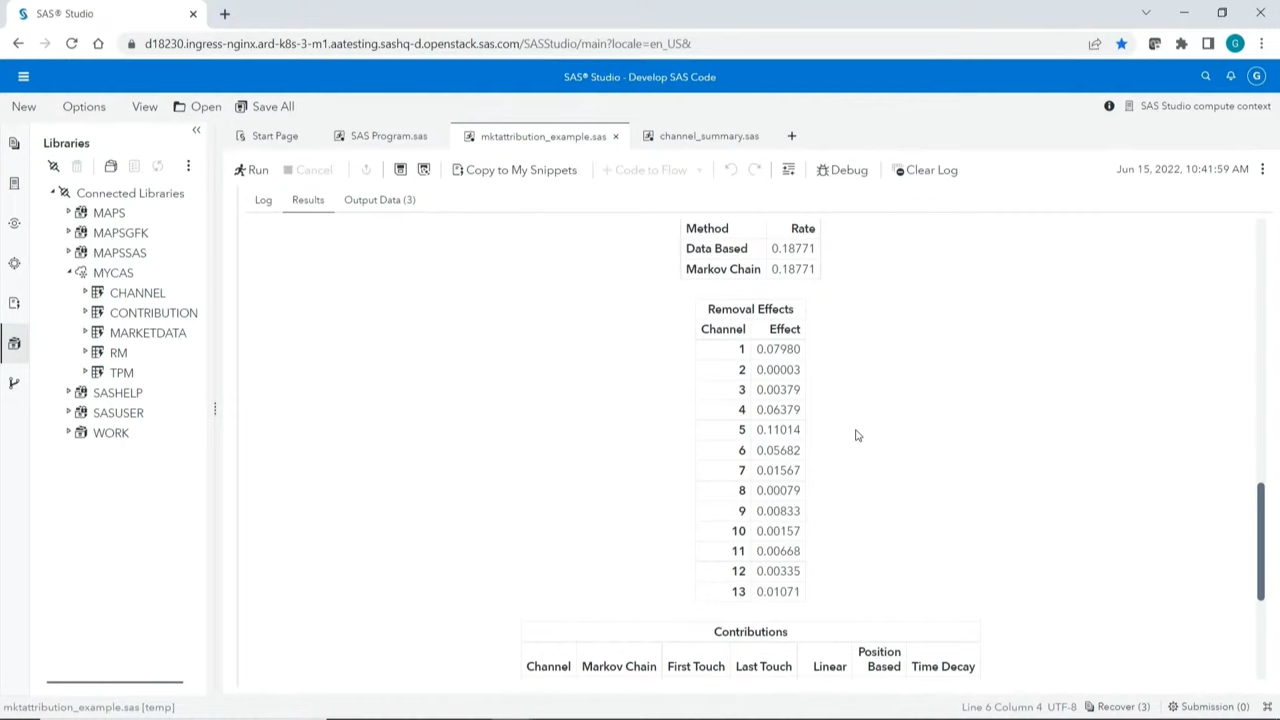 SAS® Studio
d18230.ingress-nginx.ard-k8s-3-m1.aatesting.sashq-d.openstack.sas.com/SASStudio/main?locale=en_US&
G
SAS® Studio - Develop SAS Code
G
New Options View Open Save All
SAS Studio compute context
Libraries
Start Page SAS Program.sas mktattribution_example.sas channel_summary.sas
Run Cancel Copy to My Snippets Code to Flow Debug Clear Log Jun 15, 2022, 10:41:59 AM
Log Results Output Data (3)
Connected Libraries
MAPS
MAPSGFK
MAPSSAS
MYCAS
CHANNEL
CONTRIBUTION
MARKETDATA
RM
TPM
SASHELP
SASUSER
WORK
Method Rate
Data Based 0.18771
Markov Chain 0.18771
Removal Effects
Channel Effect
1 0.07980
2 0.00003
3 0.00379
4 0.06379
5 0.11014
6 0.05682
7 0.01567
8 0.00079
9 0.00833
10 0.00157
11 0.00668
12 0.00335
13 0.01071
Contributions
Channel Markov Chain First Touch Last Touch Linear Position Based Time Decay
mktattribution_example.sas [temp]
Line 6 Column 4 UTF-8 Recover (3) Submission (0)